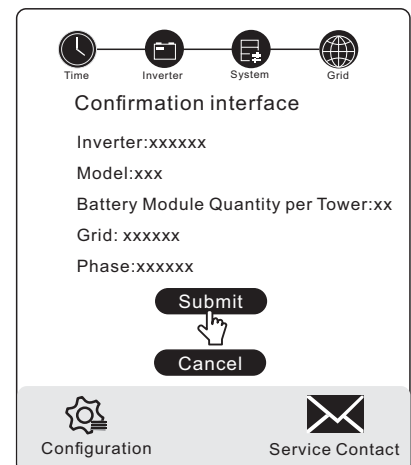 Time Inverter System Grid
Confirmation interface
Inverter:xxxxxx
Model:xxx
Battery Module Quantity per Tower:xx
Grid: xxxxxx
Phase:xxxxxx
Submit
Cancel
Configuration Service Contact